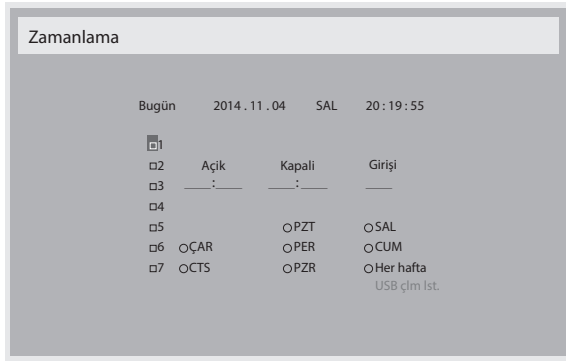 Zamanlama
Bugün 2014 . 11 . 04 SAL 20 : 19 : 55
1
2 Açik Kapali Girişi
3 ____:____ ____:____ ____
4
5 PZT SAL
6 ÇAR PER CUM
7 CTS PZR Her hafta
USB çlm lst.